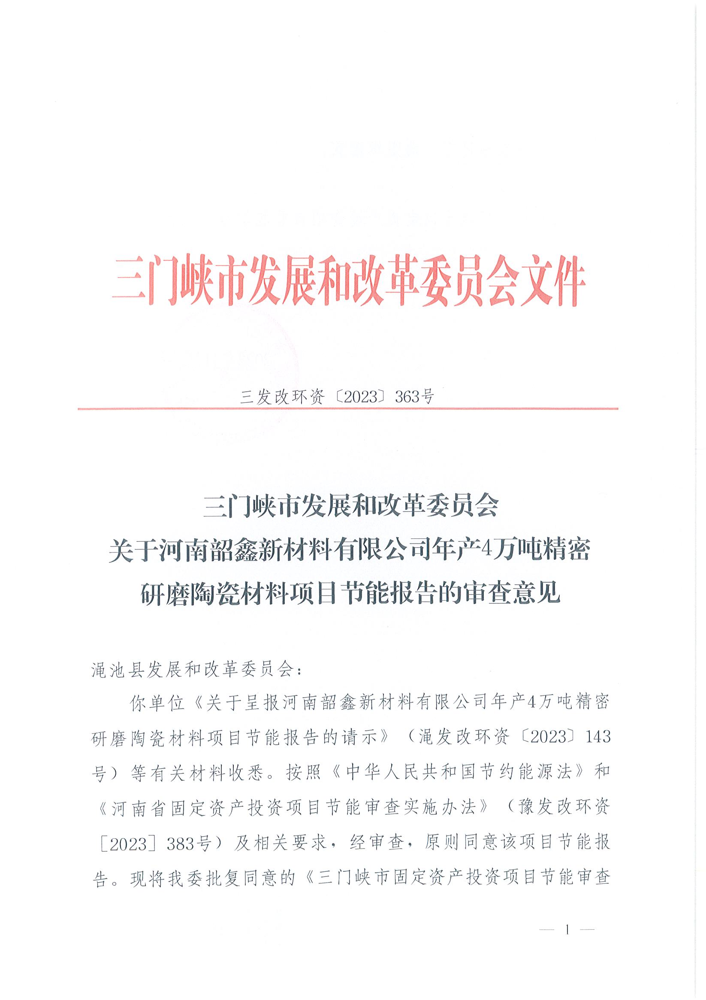 三门峡市发展和改革委员会文件
三发改环资〔2023〕363号
三门峡市发展和改革委员会
关于河南韶鑫新材料有限公司年产4万吨精密
研磨陶瓷材料项目节能报告的审查意见
渑池县发展和改革委员会：
你单位《关于呈报河南韶鑫新材料有限公司年产4万吨精密
研磨陶瓷材料项目节能报告的请示》（渑发改环资〔2023〕143
号）等有关材料收悉。按照《中华人民共和国节约能源法》和
《河南省固定资产投资项目节能审查实施办法》（豫发改环资
［2023］383号）及相关要求，经审查，原则同意该项目节能报
告。现将我委批复同意的《三门峡市固定资产投资项目节能审查
— 1 —